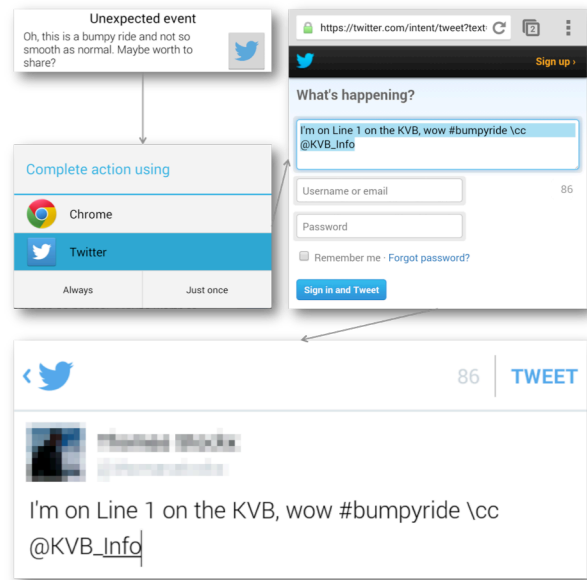 Unexpected event
Oh, this is a bumpy ride and not so
smooth as normal. Maybe worth to
share?
Complete action using
Chrome
Twitter
Always
Just once
https://twitter.com/intent/tweet?text
2
Sign up ›
What's happening?
I'm on Line 1 on the KVB, wow #bumpyride \cc
@KVB_Info
Username or email
86
Password
Remember me · Forgot password?
Sign in and Tweet
86
TWEET
I'm on Line 1 on the KVB, wow #bumpyride \cc
@KVB_Info